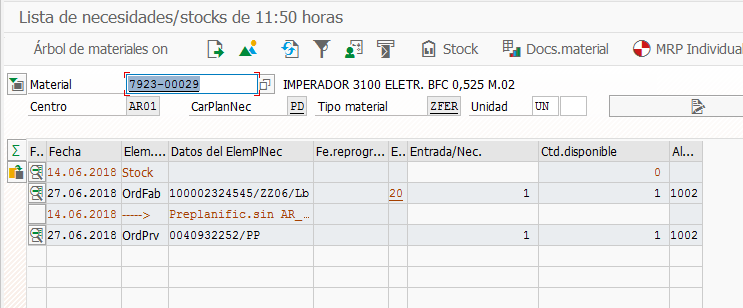 Lista de necesidades/stocks de 11:50 horas
Árbol de materiales on Stock Docs.material MRP Individual
Material 7923-00029 IMPERADOR 3100 ELETR. BFC 0,525 M.02
Centro AR01 CarPlanNec PD Tipo material ZFER Unidad UN
Σ F.. Fecha Elem.... Datos del ElemPlNec Fe.reprogr... E.. Entrada/Nec. Ctd.disponible Al...
14.06.2018 Stock 0
27.06.2018 OrdFab 100002324545/ZZ06/Lb 20 1 1 1002
14.06.2018 -----> Preplanific.sin AR_...
27.06.2018 OrdPrv 0040932252/PP 1 1 1002